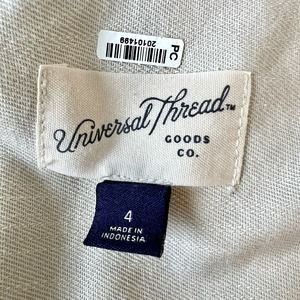 PC
20101499
Universal Thread™
GOODS
CO.
4
MADE IN
INDONESIA